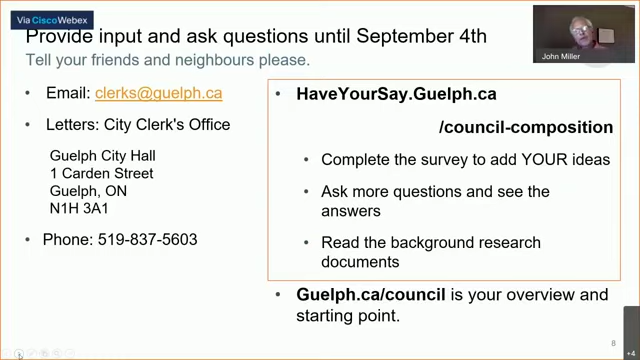 Via Cisco Webex
Provide input and ask questions until September 4th
John Miller
Tell your friends and neighbours please.
• Email: clerks@guelph.ca
• Letters: City Clerk's Office
Guelph City Hall
1 Carden Street
Guelph, ON
N1H 3A1
• Phone: 519-837-5603
• HaveYourSay.Guelph.ca
/council-composition
• Complete the survey to add YOUR ideas
• Ask more questions and see the
answers
• Read the background research
documents
• Guelph.ca/council is your overview and
starting point.
8
+4